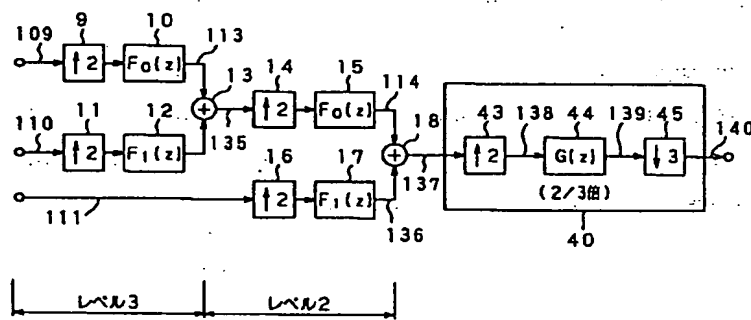 9 10
109 113
↑2 F₀(z) 13 14 15
11 12 114
+ ↑2 F₀(z) 18
43 138 44 139 45
110 ↑2 F₁(z) 135 16 17 + 140
↑2 G(z) ↓3
137
↑2 F₁(z) (2/3倍)
111 136 40
レベル3 レベル2